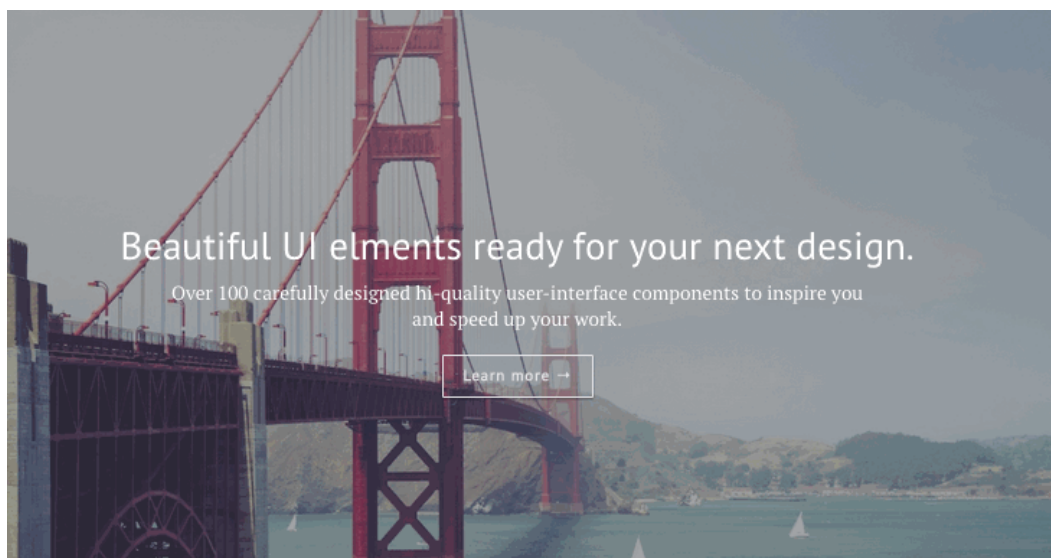 Beautiful UI elments ready for your next design.
Over 100 carefully designed hi-quality user-interface components to inspire you
and speed up your work.
Learn more →